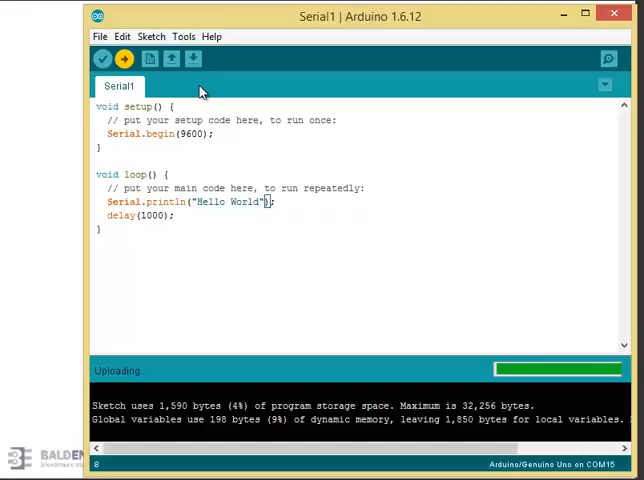 Serial1 | Arduino 1.6.12
File Edit Sketch Tools Help
Serial1
void setup() {
// put your setup code here, to run once:
Serial.begin(9600);
}
void loop() {
// put your main code here, to run repeatedly:
Serial.println("Hello World");
delay(1000);
}
Uploading...
Sketch uses 1,590 bytes (4%) of program storage space. Maximum is 32,256 bytes.
Global variables use 198 bytes (9%) of dynamic memory, leaving 1,850 bytes for local variables.
BALDEN
8 Arduino/Genuino Uno on COM15